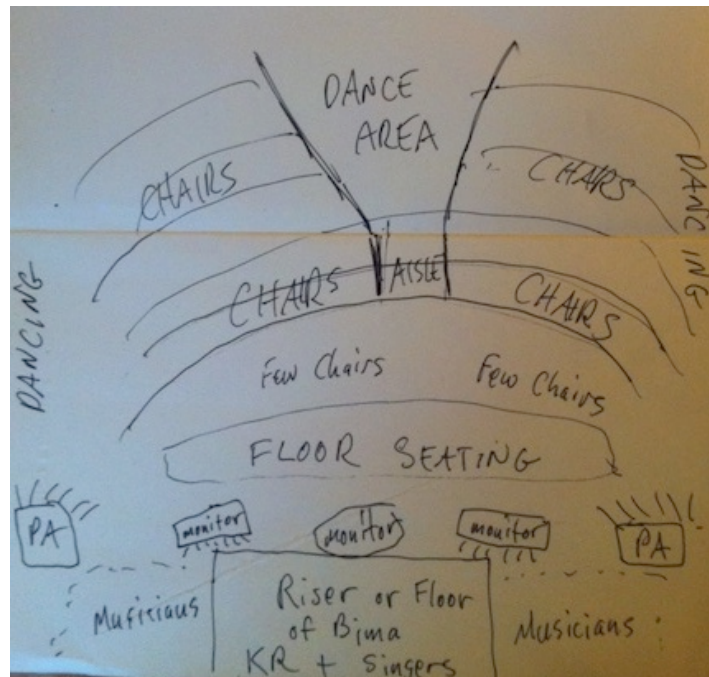 DANCE
AREA
CHAIRS
CHAIRS
DANCING
DANCING
CHAIRS
AISLE
CHAIRS
Few Chairs
Few Chairs
FLOOR SEATING
PA
monitor
monitor
monitor
PA
Musicians
Riser or Floor
of Bima
KR + Singers
Musicians